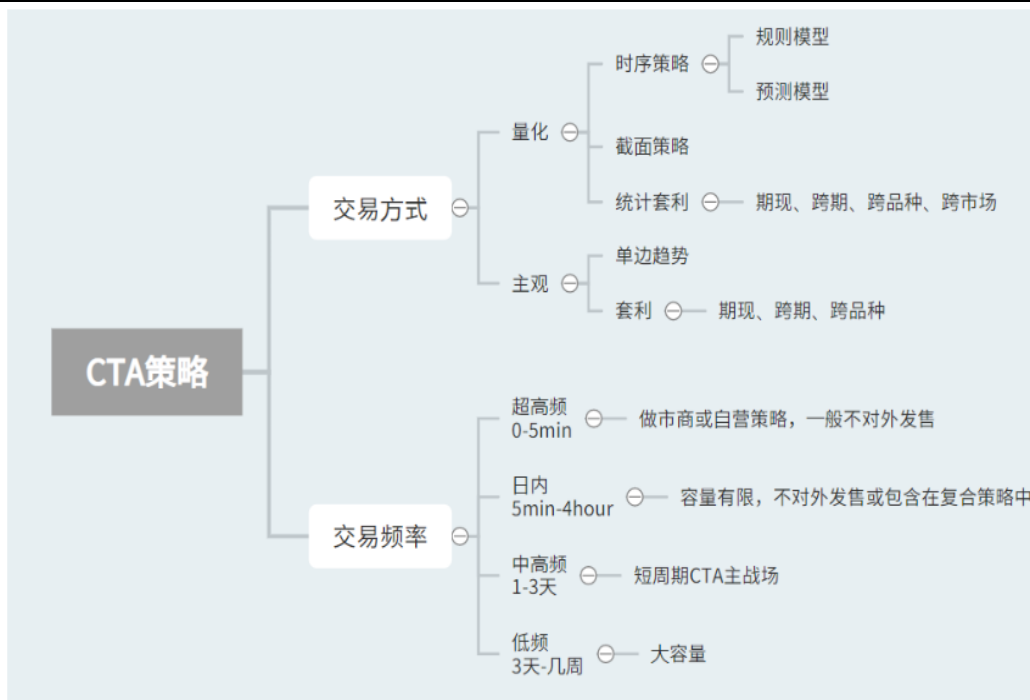 CTA策略
交易方式
量化
时序策略
规则模型
预测模型
截面策略
统计套利
期现、跨期、跨品种、跨市场
主观
单边趋势
套利
期现、跨期、跨品种
交易频率
超高频
0-5min
做市商或自营策略，一般不对外发售
日内
5min-4hour
容量有限，不对外发售或包含在复合策略中
中高频
1-3天
短周期CTA主战场
低频
3天-几周
大容量